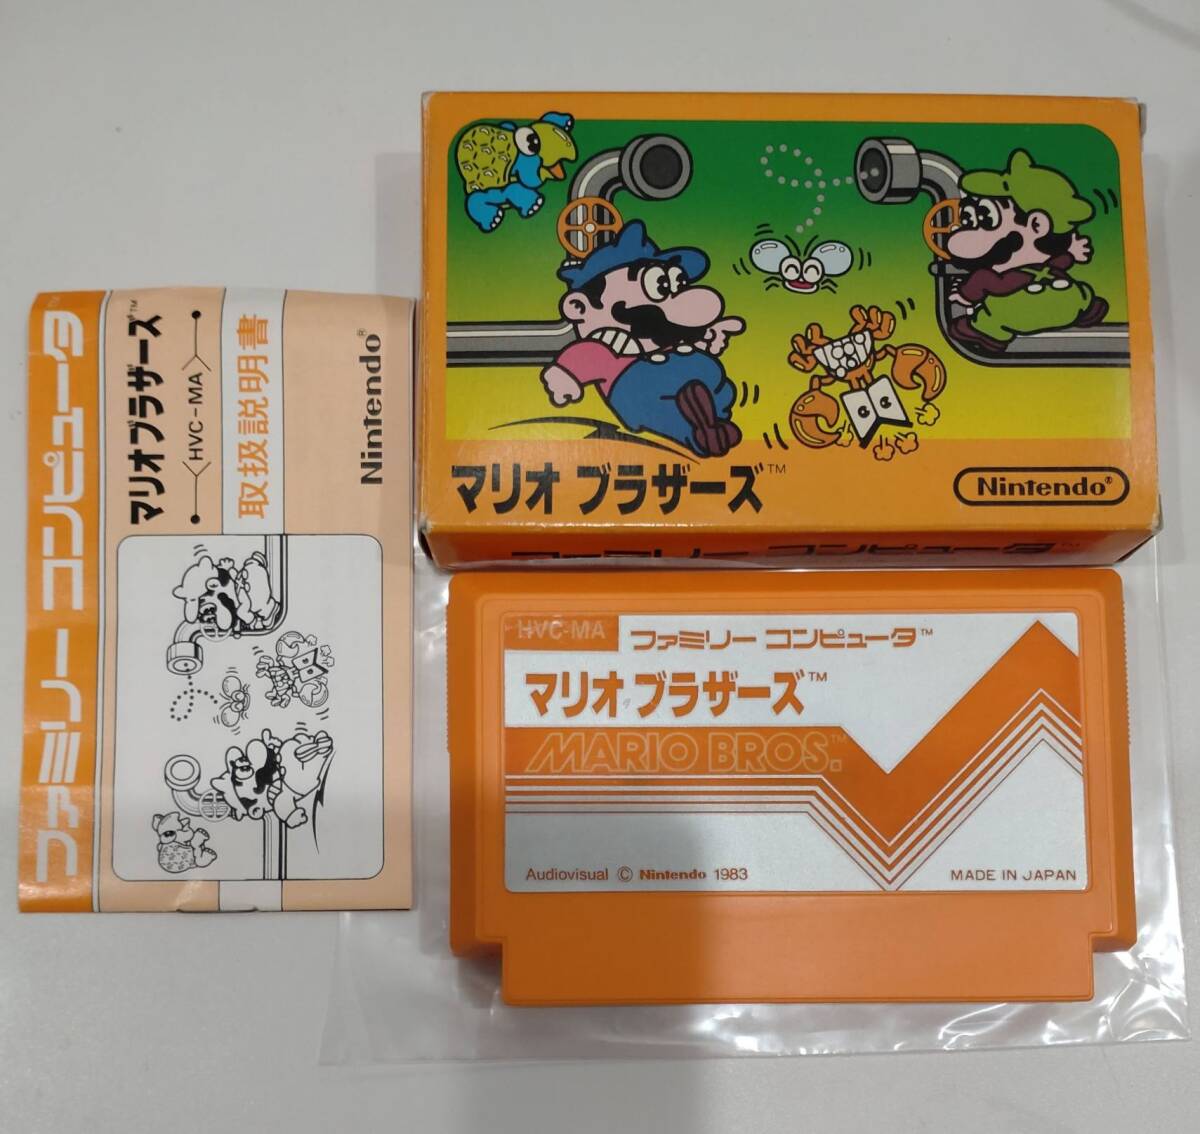 ファミリー コンピュータ™
マリオブラザーズ™
〈HVC-MA〉
取扱説明書
Nintendo®
マリオ ブラザーズ™
Nintendo®
ファミリー コンピュータ™
HVC-MA
ファミリー コンピュータ™
マリオ ブラザーズ™
MARIO BROS.™
Audiovisual © Nintendo 1983
MADE IN JAPAN